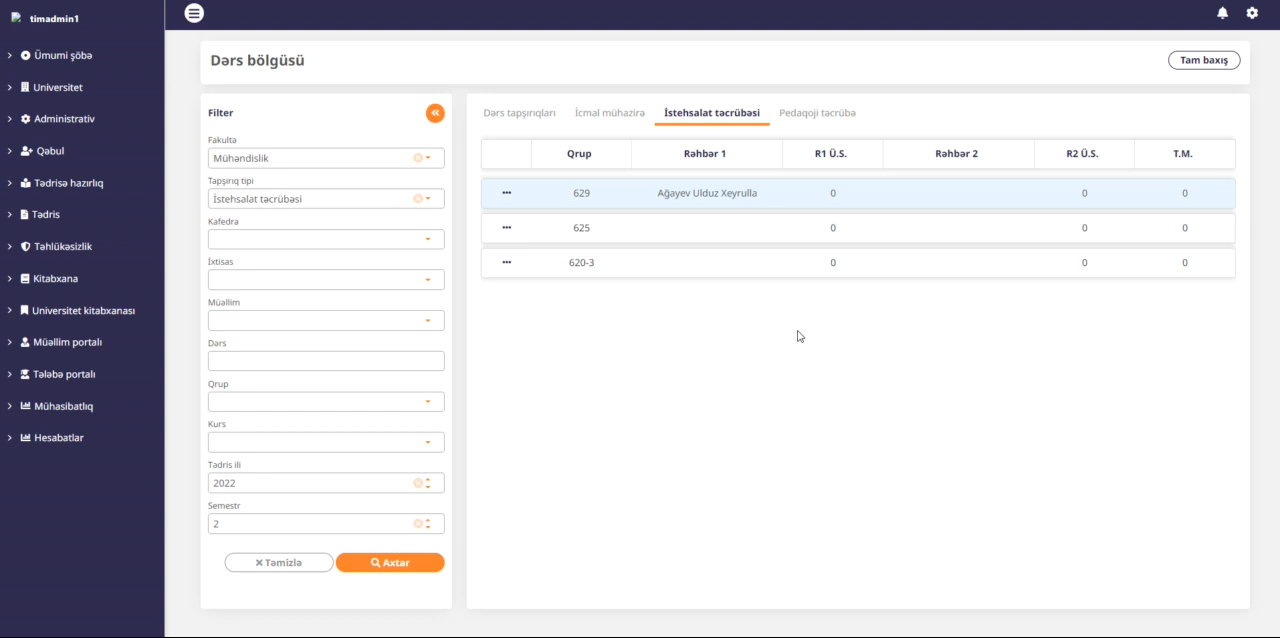 timadmin1
Ümumi şöbə
Universitet
Administrativ
Qəbul
Tədrisə hazırlıq
Tədris
Təhlükəsizlik
Kitabxana
Universitet kitabxanası
Müəllim portalı
Tələbə portalı
Mühasibatlıq
Hesabatlar
Dərs bölgüsü
Tam baxış
Filter
Fakulta
Mühəndislik
Tapşırıq tipi
İstehsalat təcrübəsi
Kafedra
İxtisas
Müəllim
Dərs
Qrup
Kurs
Tadris ili
2022
Semestr
2
Təmizlə
Axtar
Dərs tapşırıqları İcmal mühazirə İstehsalat təcrübəsi Pedaqoji təcrübə
Qrup Rəhbər 1 R1 Ü.S. Rəhbər 2 R2 Ü.S. T.M.
629 Ağayev Ulduz Xeyrulla 0 0 0
625 0 0 0
620-3 0 0 0